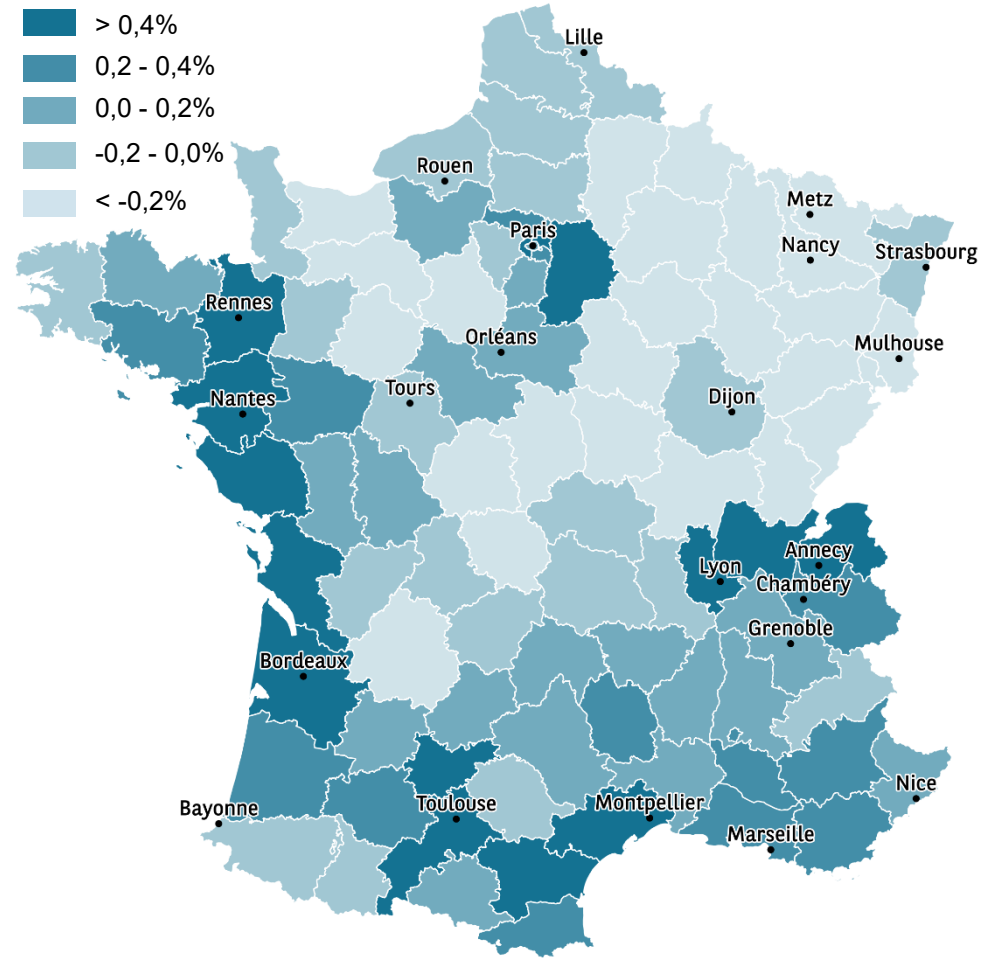 > 0,4%
0,2 - 0,4%
0,0 - 0,2%
-0,2 - 0,0%
< -0,2%
Lille
Rouen
Metz
Paris
Nancy
Strasbourg
Rennes
Orléans
Mulhouse
Tours
Dijon
Nantes
Annecy
Lyon
Chambéry
Grenoble
Bordeaux
Nice
Bayonne
Toulouse
Montpellier
Marseille